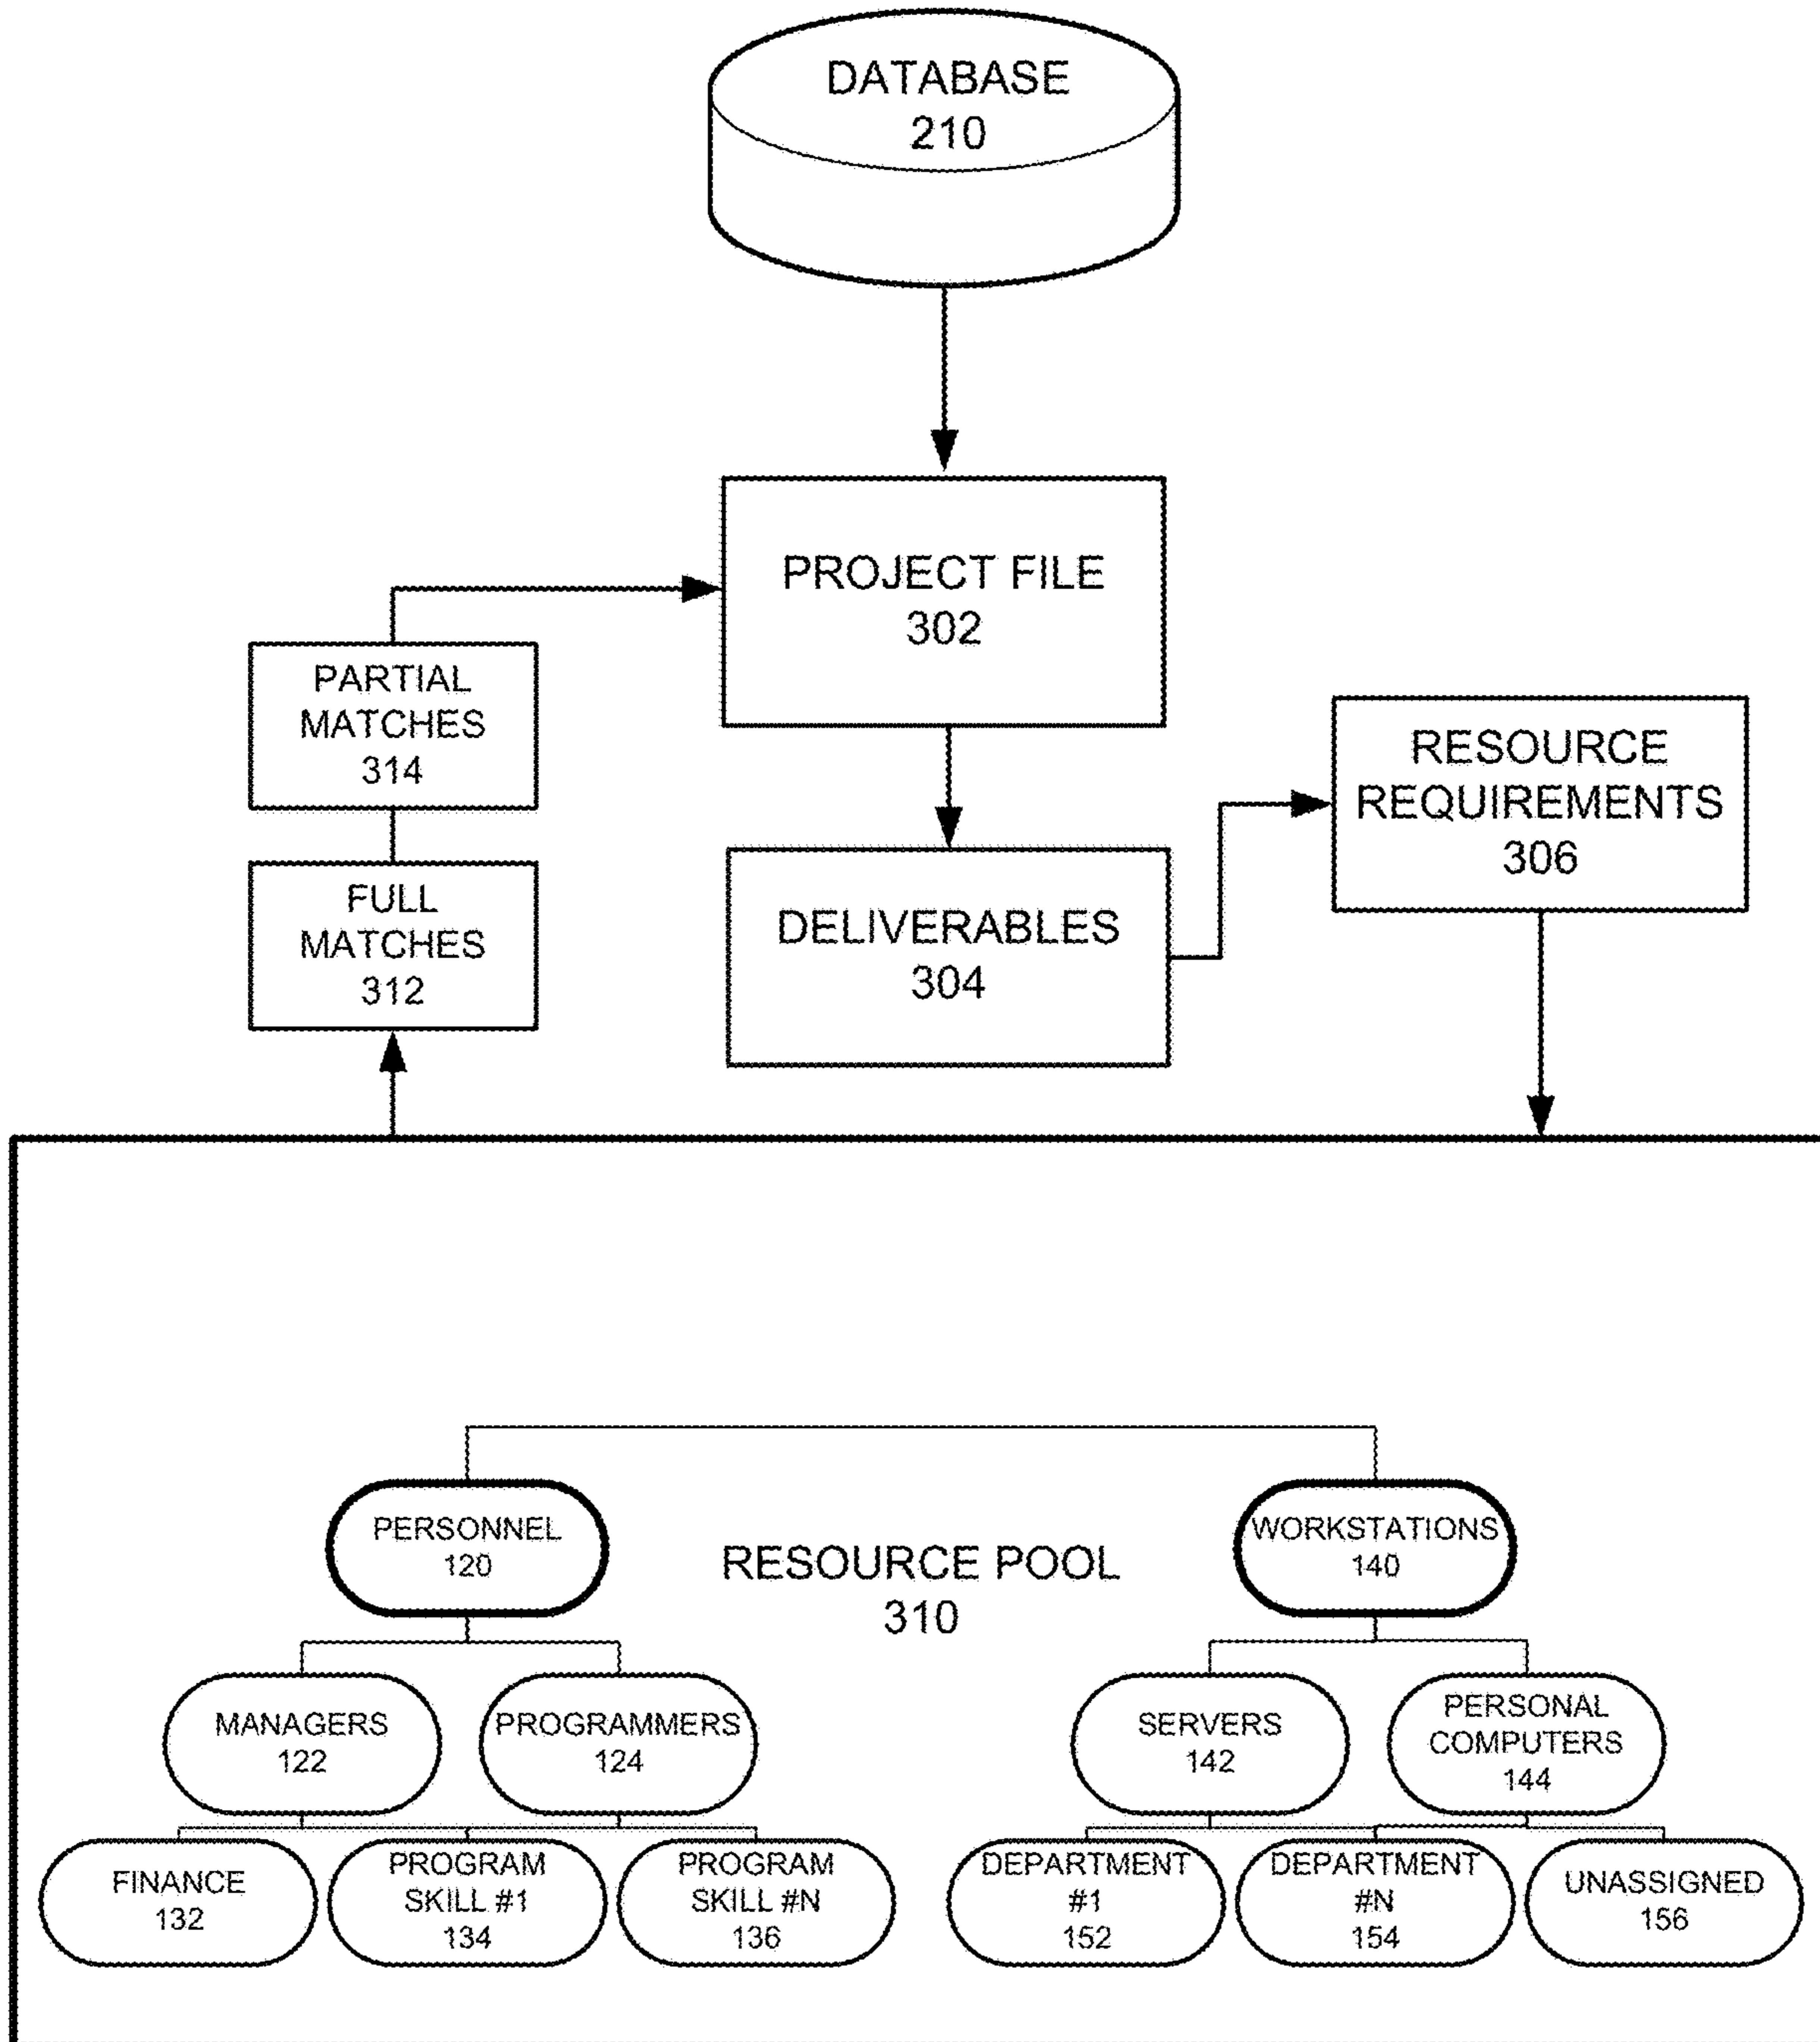 DATABASE
210
PROJECT FILE
302
PARTIAL
MATCHES
314
RESOURCE
REQUIREMENTS
306
FULL
MATCHES
312
DELIVERABLES
304
PERSONNEL
120
RESOURCE POOL
310
WORKSTATIONS
140
MANAGERS
122
PROGRAMMERS
124
SERVERS
142
PERSONAL
COMPUTERS
144
FINANCE
132
PROGRAM
SKILL #1
134
PROGRAM
SKILL #N
136
DEPARTMENT
#1
152
DEPARTMENT
#N
154
UNASSIGNED
156